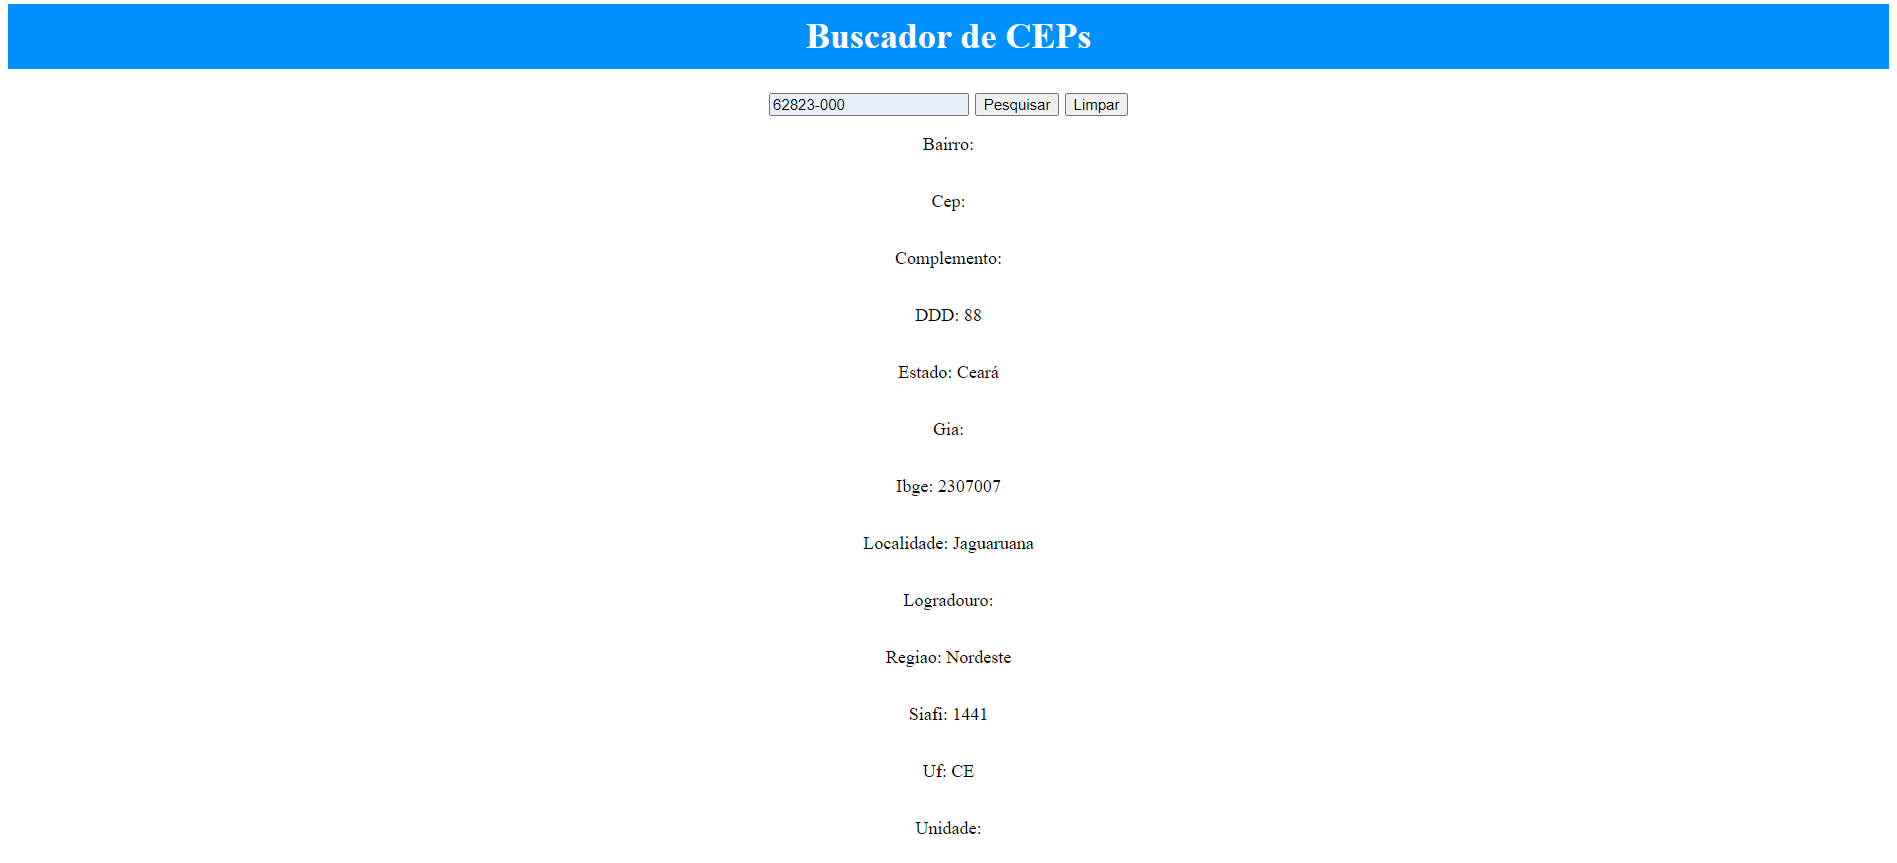 Buscador de CEPs
62823-000 Pesquisar Limpar
Bairro:
Cep:
Complemento:
DDD: 88
Estado: Ceará
Gia:
Ibge: 2307007
Localidade: Jaguaruana
Logradouro:
Regiao: Nordeste
Siafi: 1441
Uf: CE
Unidade: